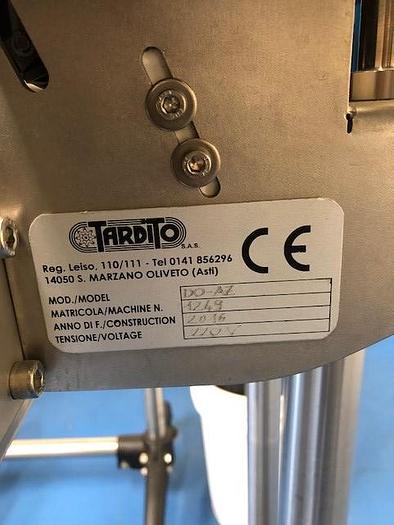 TARDITO
S.A.S.
CE
Reg. Leiso, 110/111 - Tel 0141 856296
14050 S. MARZANO OLIVETO (Asti)
MOD./MODEL DO-AZ
MATRICOLA/MACHINE N. 1249
ANNO DI F./CONSTRUCTION 2016
TENSIONE/VOLTAGE 220V